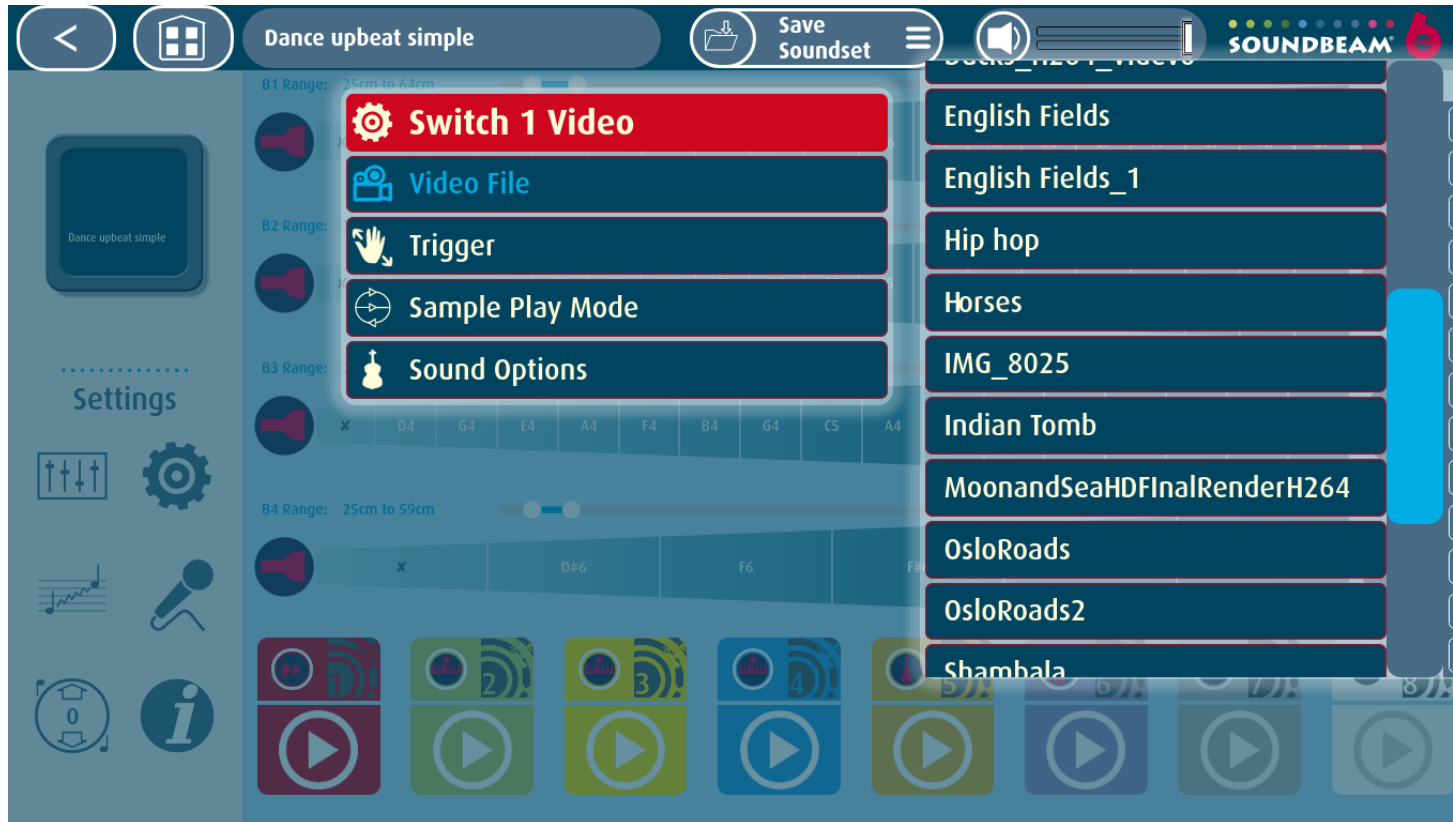 <
Dance upbeat simple
Save
Soundset
SOUNDBEAM 6
B1 Range: 25cm to 64cm
Switch 1 Video
Video File
Trigger
Sample Play Mode
Sound Options
English Fields
English Fields_1
Hip hop
Horses
IMG_8025
Indian Tomb
MoonandSeaHDFInalRenderH264
OsloRoads
OsloRoads2
Shambala
Dance upbeat simple
Settings
0
B2 Range:
B3 Range:
✘ D4 G4 E4 A4 F4 B4 G4 C5 A4
B4 Range: 25cm to 59cm
✘ D#6 F6
1 2 3 4 5 6 7 8